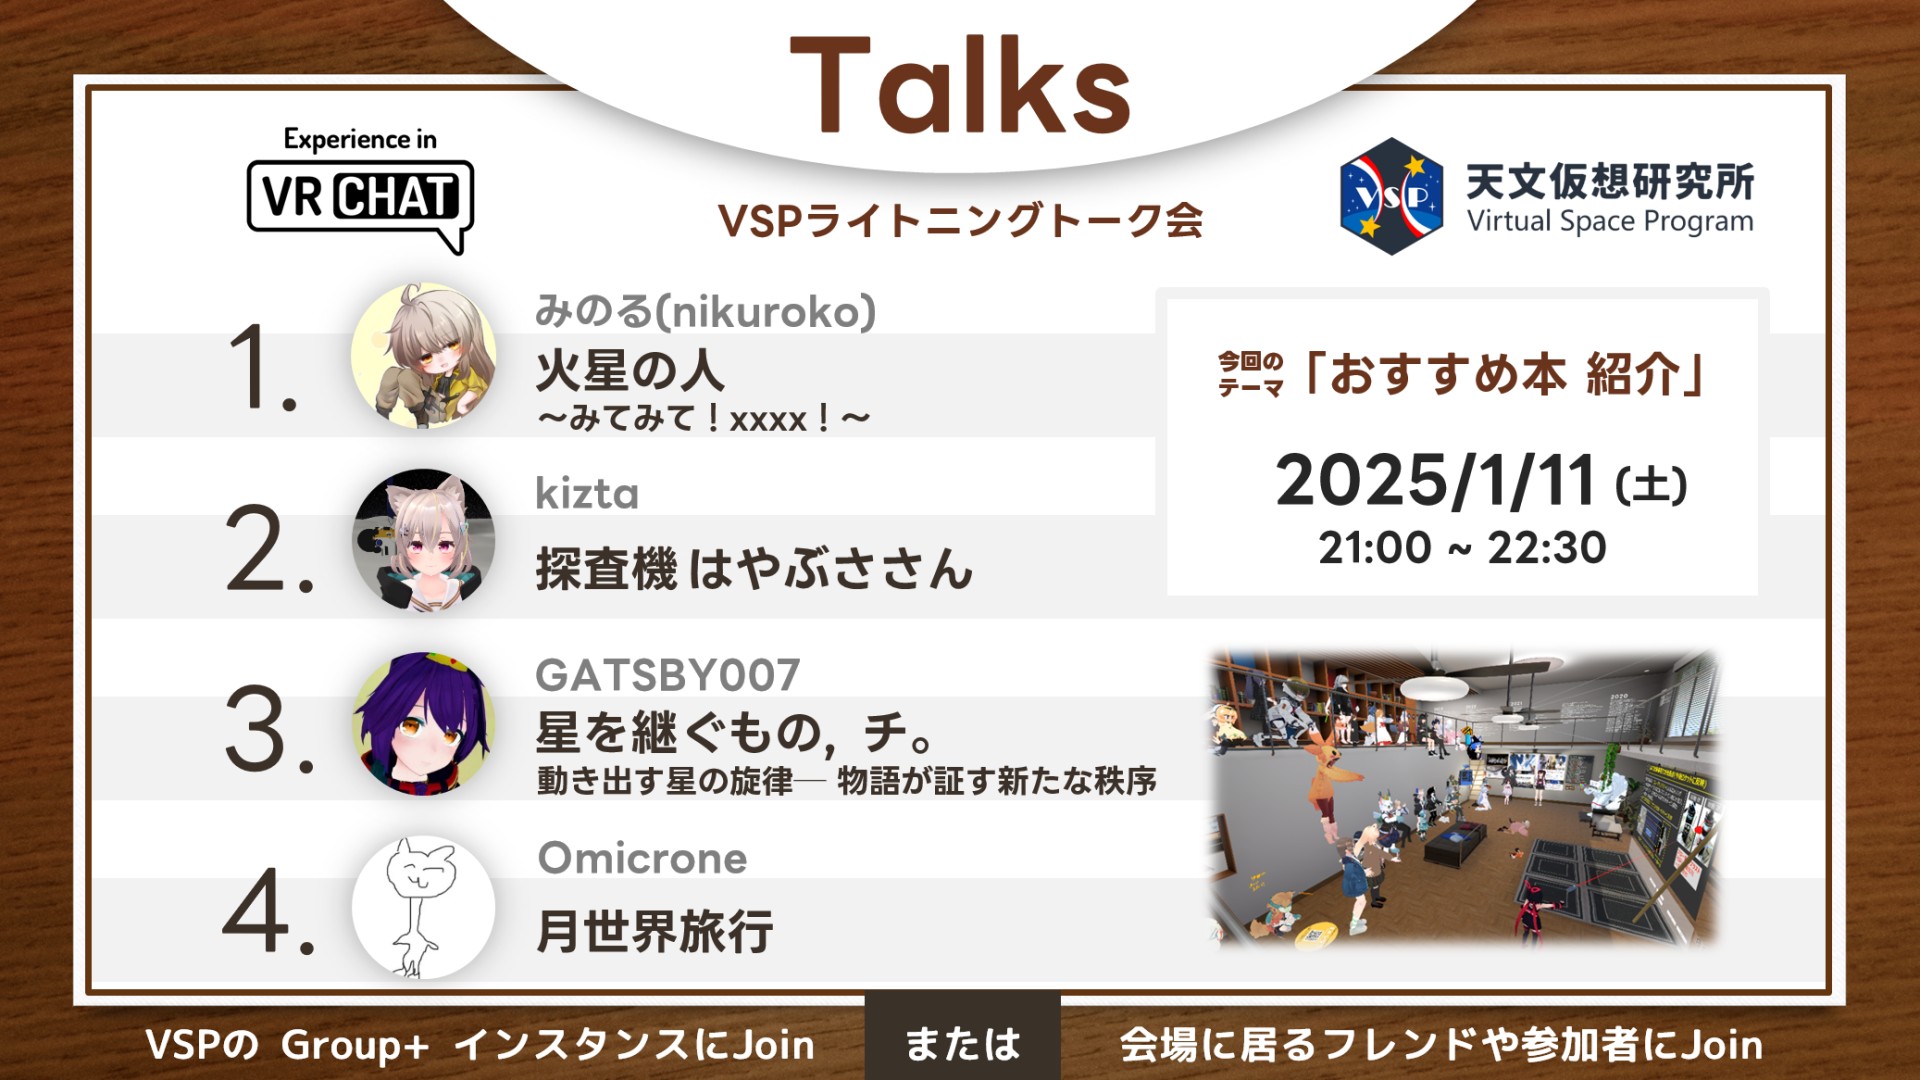 Talks
Experience in
VR CHAT
VSPライトニングトーク会
VSP
天文仮想研究所
Virtual Space Program
1.
みのる(nikuroko)
火星の人
～みてみて！xxxx！～
2.
kizta
探査機 はやぶささん
3.
GATSBY007
星を継ぐもの, チ。
動き出す星の旋律─ 物語が証す新たな秩序
4.
Omicrone
月世界旅行
今回の
テーマ
「おすすめ本 紹介」
2025/1/11 (土)
21:00 ~ 22:30
VSPの Group+ インスタンスにJoin
または
会場に居るフレンドや参加者にJoin